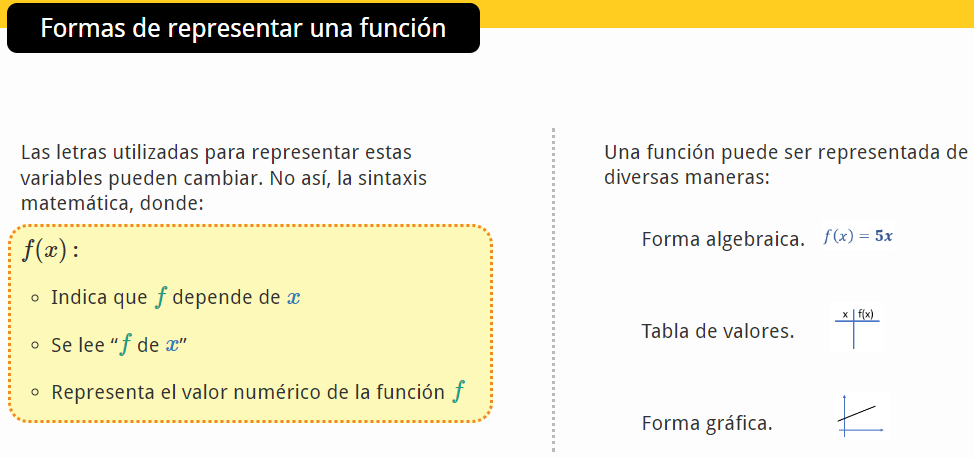 Formas de representar una función
Las letras utilizadas para representar estas
variables pueden cambiar. No así, la sintaxis
matemática, donde:
f(x) :
Indica que f depende de x
Se lee “f de x”
Representa el valor numérico de la función f
Una función puede ser representada de
diversas maneras:
Forma algebraica. f(x) = 5x
Tabla de valores. x f(x)
Forma gráfica.